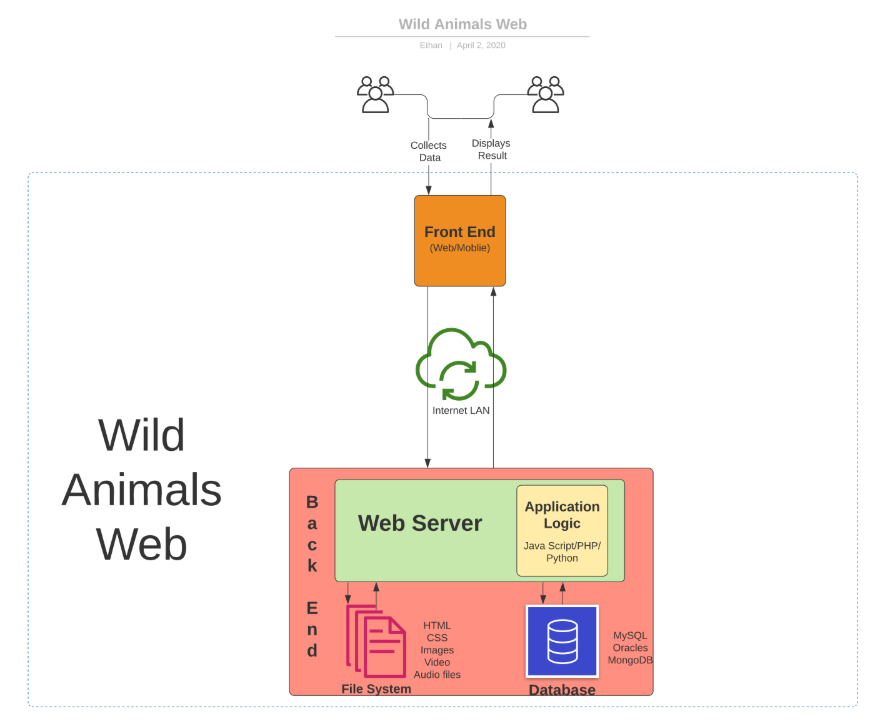 Wild Animals Web
Ethan | April 2, 2020
Collects
Data
Displays
Result
Front End
(Web/Moblie)
Internet LAN
Wild
Animals
Web
Back
End
Web Server
Application
Logic
Java Script/PHP/
Python
HTML
CSS
Images
Video
Audio files
File System
MySQL
Oracles
MongoDB
Database